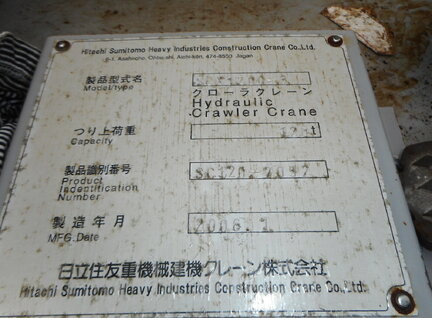 Hitachi Sumitomo Heavy Industries Construction Crane Co.,Ltd.
製品型式名
Model/type
クローラクレーン
Hydraulic
Crawler Crane
つり上荷重
Capacity
t
製品識別番号
Product
Indentification
Number
製造年月
MFG.Date
2006.
日立住友重機械建機クレーン株式会社
Hitachi Sumitomo Heavy Industries Construction Crane Co.,Ltd.